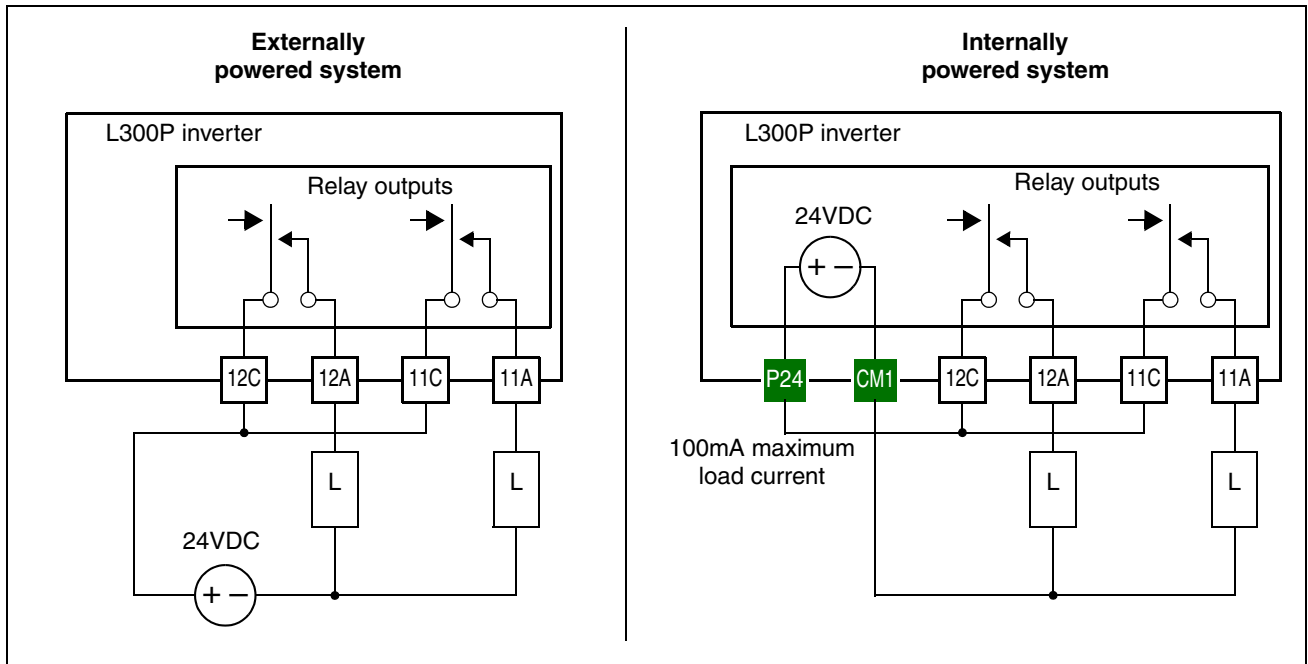 Externally
powered system
L300P inverter
Relay outputs
12C 12A 11C 11A
L L
24VDC
+ −
Internally
powered system
L300P inverter
Relay outputs
24VDC
+ −
P24 CM1 12C 12A 11C 11A
100mA maximum
load current
L L